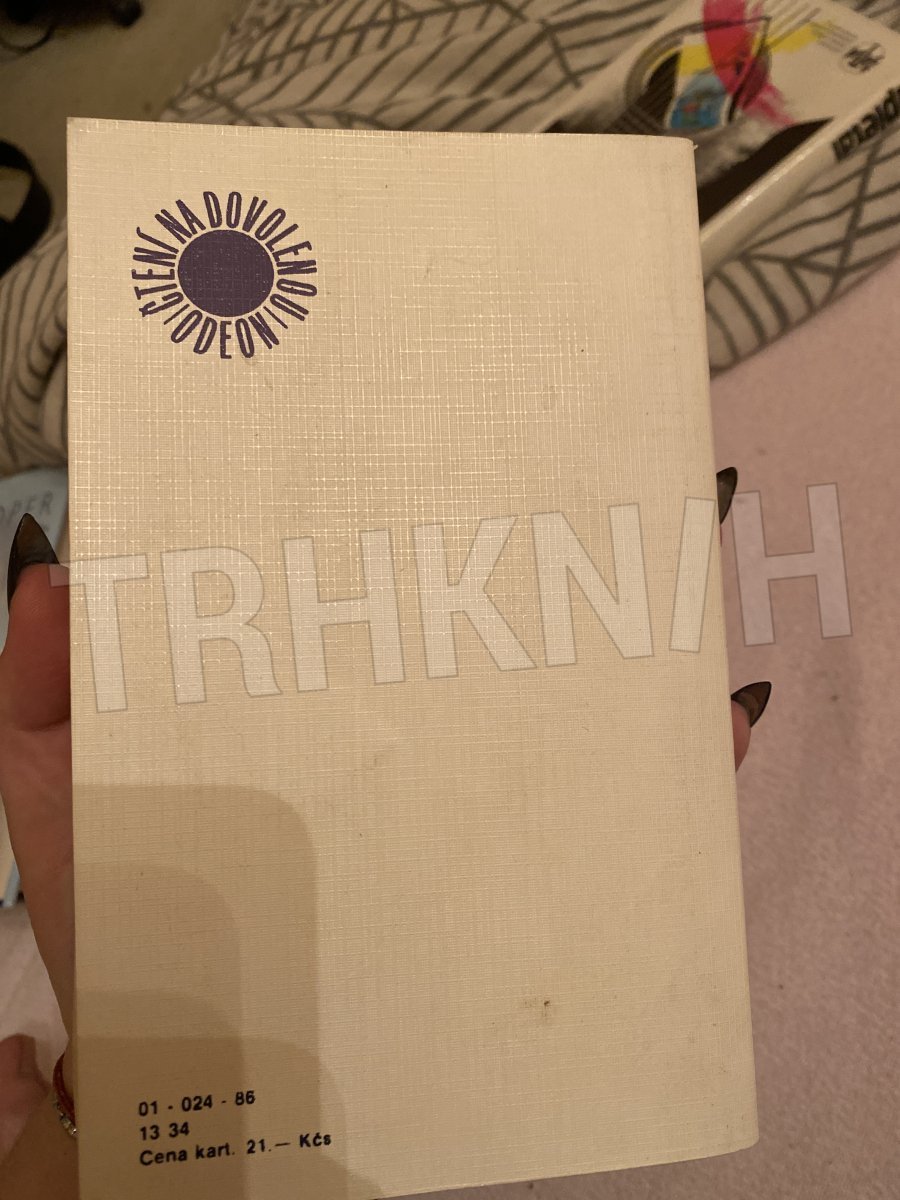 ČTENÍ NA DOVOLENOU
ODEON
TRHKNIH
01 - 024 - 86
13 34
Cena kart. 21.— Kčs